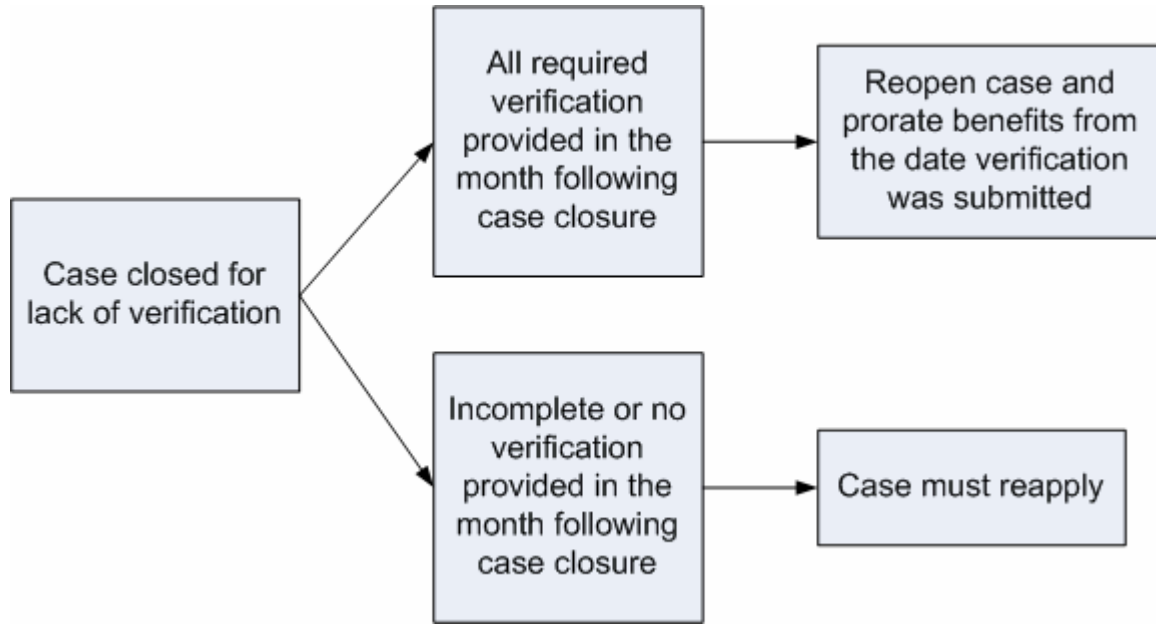 Case closed for
lack of verification
All required
verification
provided in the
month following
case closure
Reopen case and
prorate benefits from
the date verification
was submitted
Incomplete or no
verification
provided in the
month following
case closure
Case must reapply